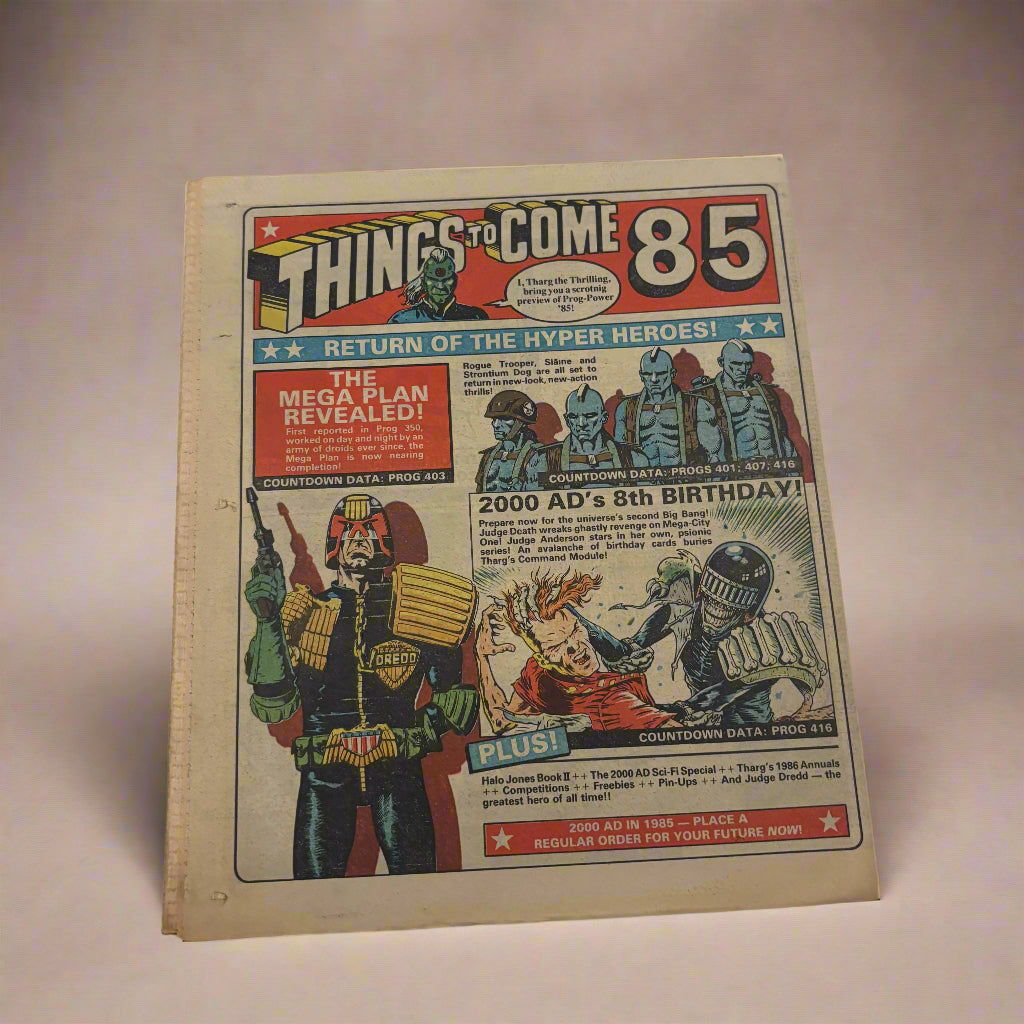 THINGS TO COME 85
I, Tharg the Thrilling,
bring you a scrotnig
preview of Prog-Power
'85!
RETURN OF THE HYPER HEROES!
THE
MEGA PLAN
REVEALED!
First reported in Prog 350,
worked on day and night by an
army of droids ever since, the
Mega Plan is now nearing
completion!
COUNTDOWN DATA: PROG 403
Rogue Trooper, Sláine and
Strontium Dog are all set to
return in new-look, new-action
thrills!
COUNTDOWN DATA: PROGS 401; 407; 416
2000 AD's 8th BIRTHDAY!
Prepare now for the universe's second Big Bang!
Judge Death wreaks ghastly revenge on Mega-City
One! Judge Anderson stars in her own, psionic
series! An avalanche of birthday cards buries
Tharg's Command Module!
DREDD
COUNTDOWN DATA: PROG 416
PLUS!
Halo Jones Book II ++ The 2000 AD Sci-Fi Special ++ Tharg's 1986 Annuals
++ Competitions ++ Freebies ++ Pin-Ups ++ And Judge Dredd — the
greatest hero of all time!!
2000 AD IN 1985 — PLACE A
REGULAR ORDER FOR YOUR FUTURE NOW!